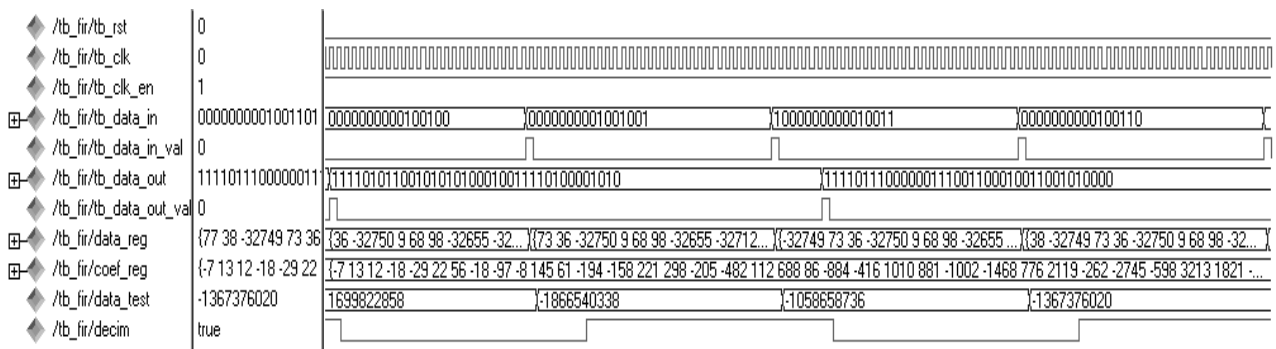 /tb_fir/tb_rst 0
/tb_fir/tb_clk 0
/tb_fir/tb_clk_en 1
/tb_fir/tb_data_in 0000000001001101 0000000000100100 0000000001001001 1000000000010011 0000000000100110
/tb_fir/tb_data_in_val 0
/tb_fir/tb_data_out 11110111000000011 11110101100101010100010011110100001010 11110111000000111001100010011001010000
/tb_fir/tb_data_out_val 0
/tb_fir/data_reg {77 38 -32749 73 36 {36 -32750 9 68 98 -32655 -32... {73 36 -32750 9 68 98 -32655 -32712... {-32749 73 36 -32750 9 68 98 -32655 ... {38 -32749 73 36 -32750 9 68 98 -32...
/tb_fir/coef_reg {-7 13 12 -18 -29 22 {-7 13 12 -18 -29 22 56 -18 -97 -8 145 61 -194 -158 221 298 -205 -482 112 688 86 -884 -416 1010 881 -1002 -1468 776 2119 -262 -2745 -598 3213 1821 -...
/tb_fir/data_test -1367376020 1699822858 -1866540338 -1058658736 -1367376020
/tb_fir/decim true